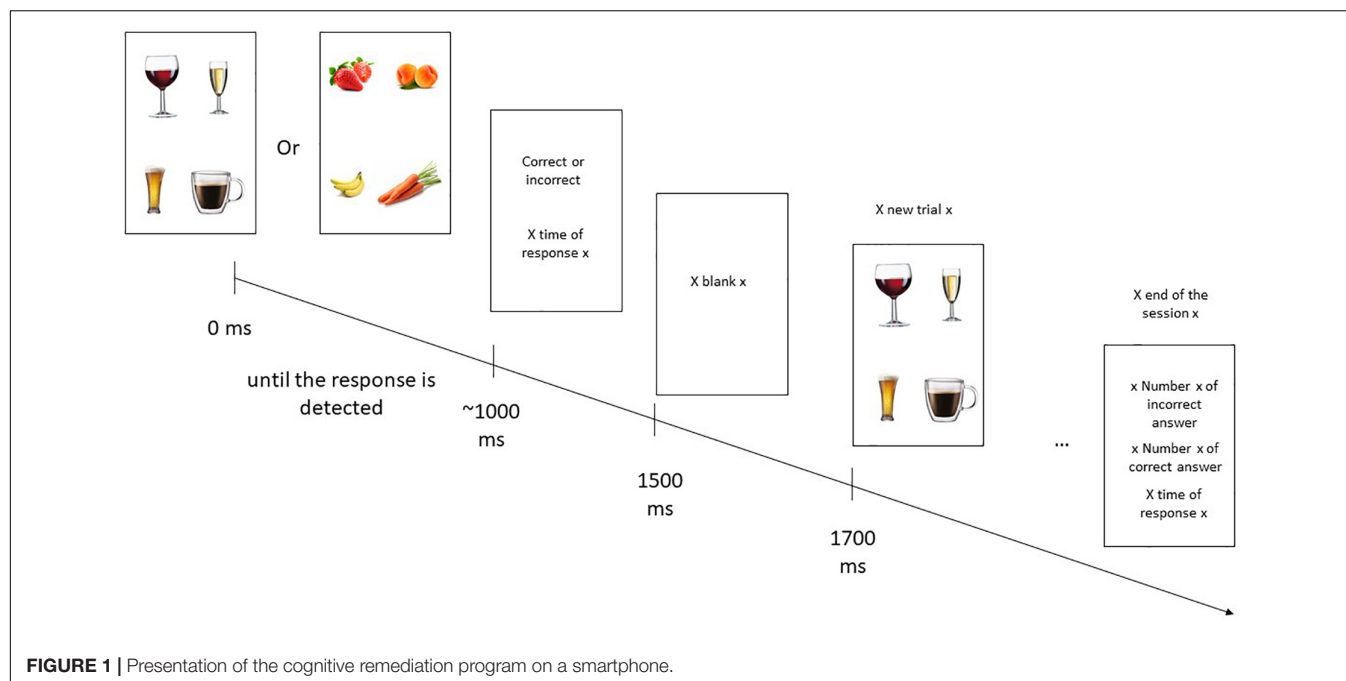 Or
Correct or
incorrect
X time of
response x
X blank x
X new trial x
X end of the
session x
x Number x of
incorrect
answer
x Number x of
correct answer
X time of
response x
...
0 ms
until the response is
detected
~1000
ms
1500
ms
1700
ms
FIGURE 1 | Presentation of the cognitive remediation program on a smartphone.